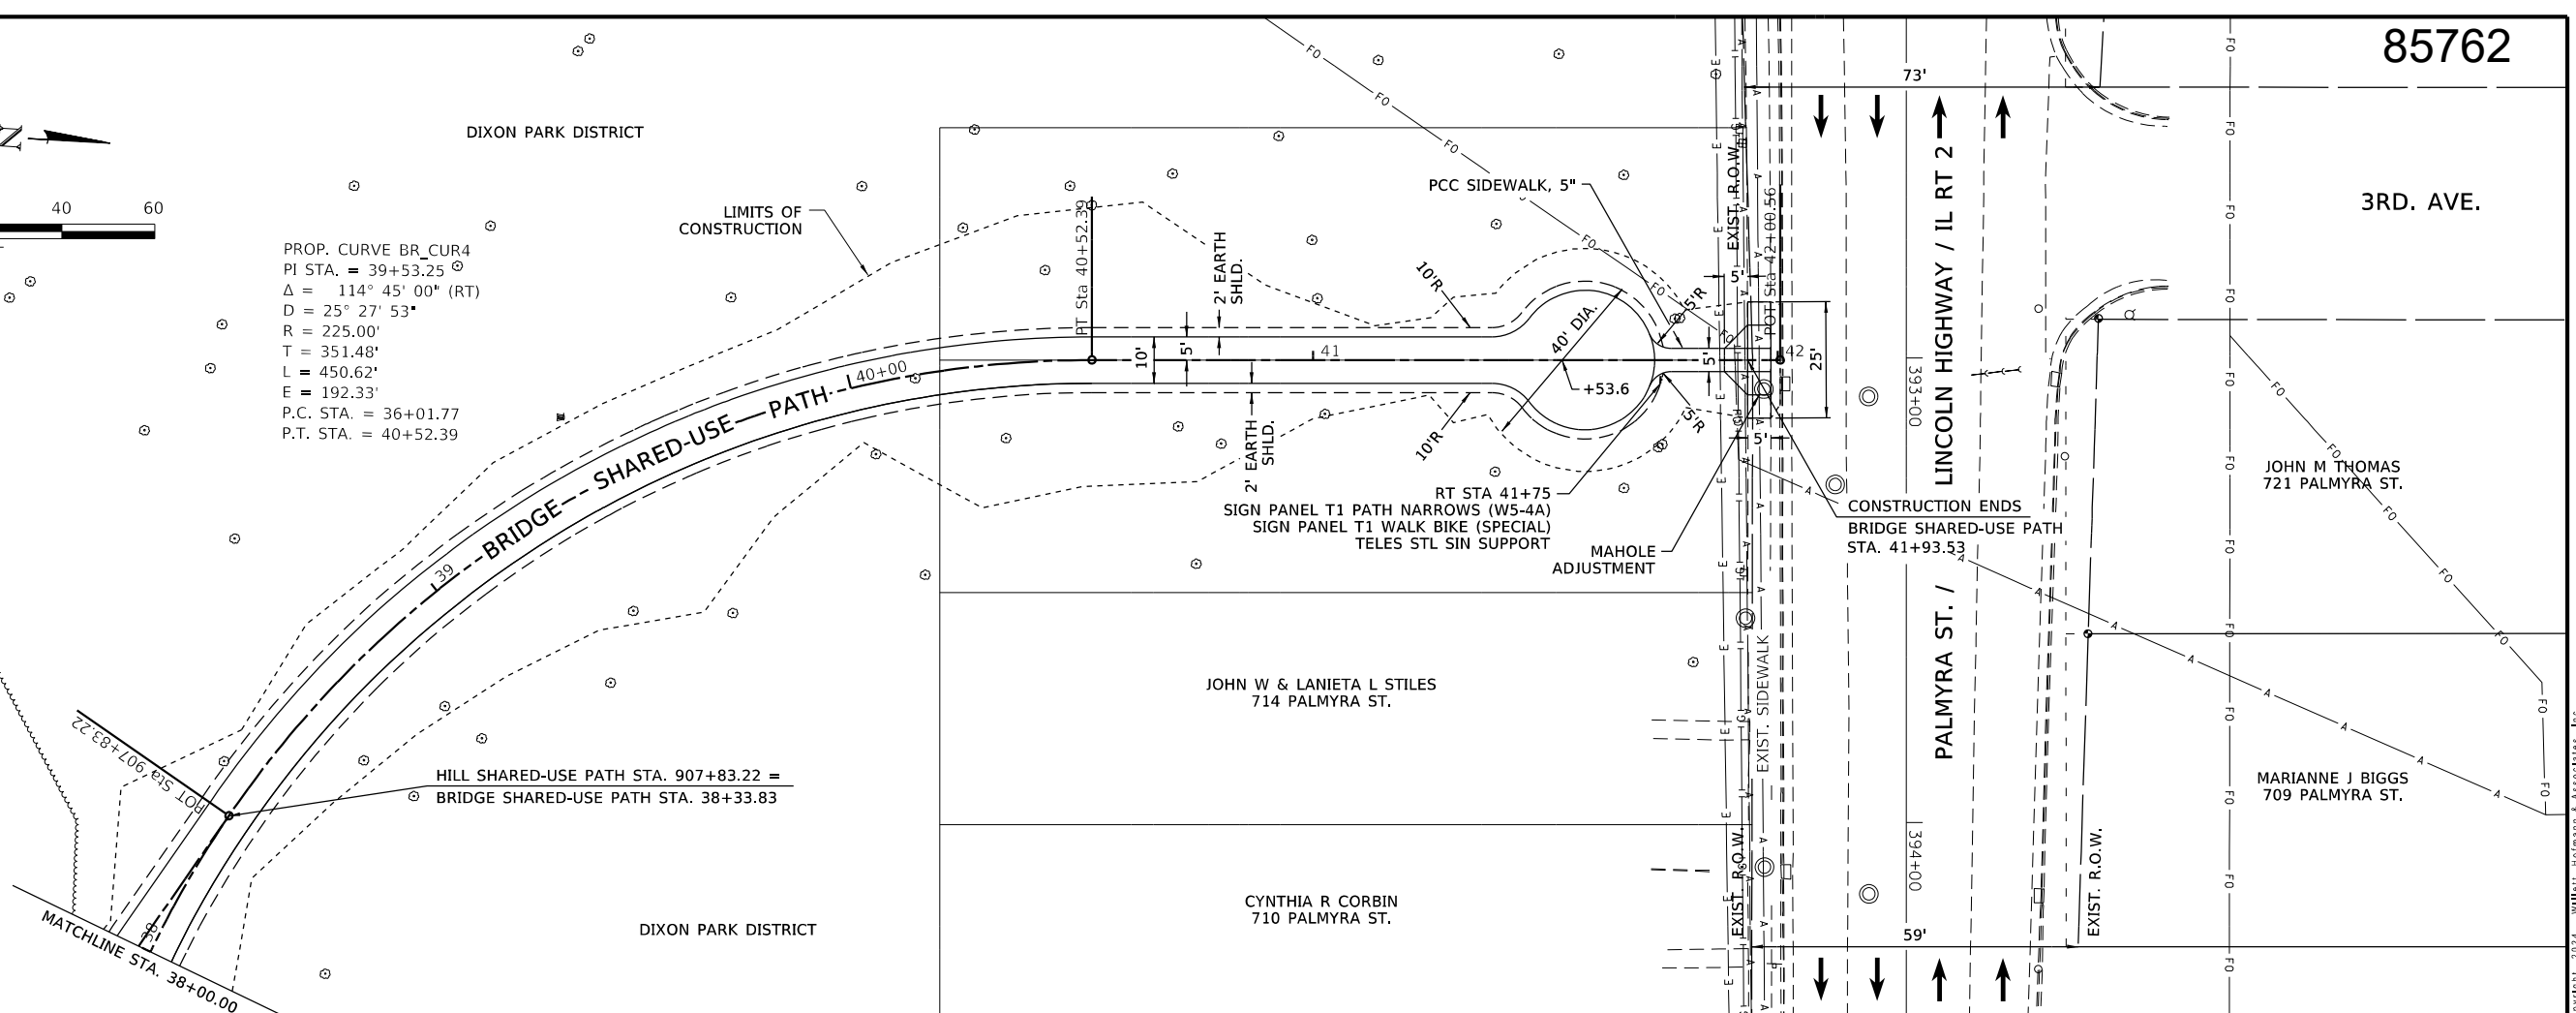 85762
DIXON PARK DISTRICT
N
40
60
PROP. CURVE BR_CUR4
PI STA. = 39+53.25
Δ = 114° 45' 00" (RT)
D = 25° 27' 53"
R = 225.00'
T = 351.48'
L = 450.62'
E = 192.33'
P.C. STA. = 36+01.77
P.T. STA. = 40+52.39
LIMITS OF
CONSTRUCTION
PT Sta 40+52.39
2' EARTH
SHLD.
10'
5'
10'R
PCC SIDEWALK, 5"
40' DIA.
5'R
+53.6
41
42
5'
5'
25'
5'
5'R
10'R
2' EARTH
SHLD.
EXIST. R.O.W.
POT Sta 42+00.56
73'
3RD. AVE.
LINCOLN HIGHWAY / IL RT 2
PALMYRA ST. /
393+00
394+00
BRIDGE SHARED-USE PATH
40+00
39
38
RT STA 41+75
SIGN PANEL T1 PATH NARROWS (W5-4A)
SIGN PANEL T1 WALK BIKE (SPECIAL)
TELES STL SIN SUPPORT
MAHOLE
ADJUSTMENT
CONSTRUCTION ENDS
BRIDGE SHARED-USE PATH
STA. 41+93.53
JOHN M THOMAS
721 PALMYRA ST.
JOHN W & LANIETA L STILES
714 PALMYRA ST.
EXIST. SIDEWALK
POT Sta 907+83.22
HILL SHARED-USE PATH STA. 907+83.22 =
BRIDGE SHARED-USE PATH STA. 38+33.83
MARIANNE J BIGGS
709 PALMYRA ST.
CYNTHIA R CORBIN
710 PALMYRA ST.
EXIST. R.O.W.
EXIST. R.O.W.
DIXON PARK DISTRICT
59'
MATCHLINE STA. 38+00.00